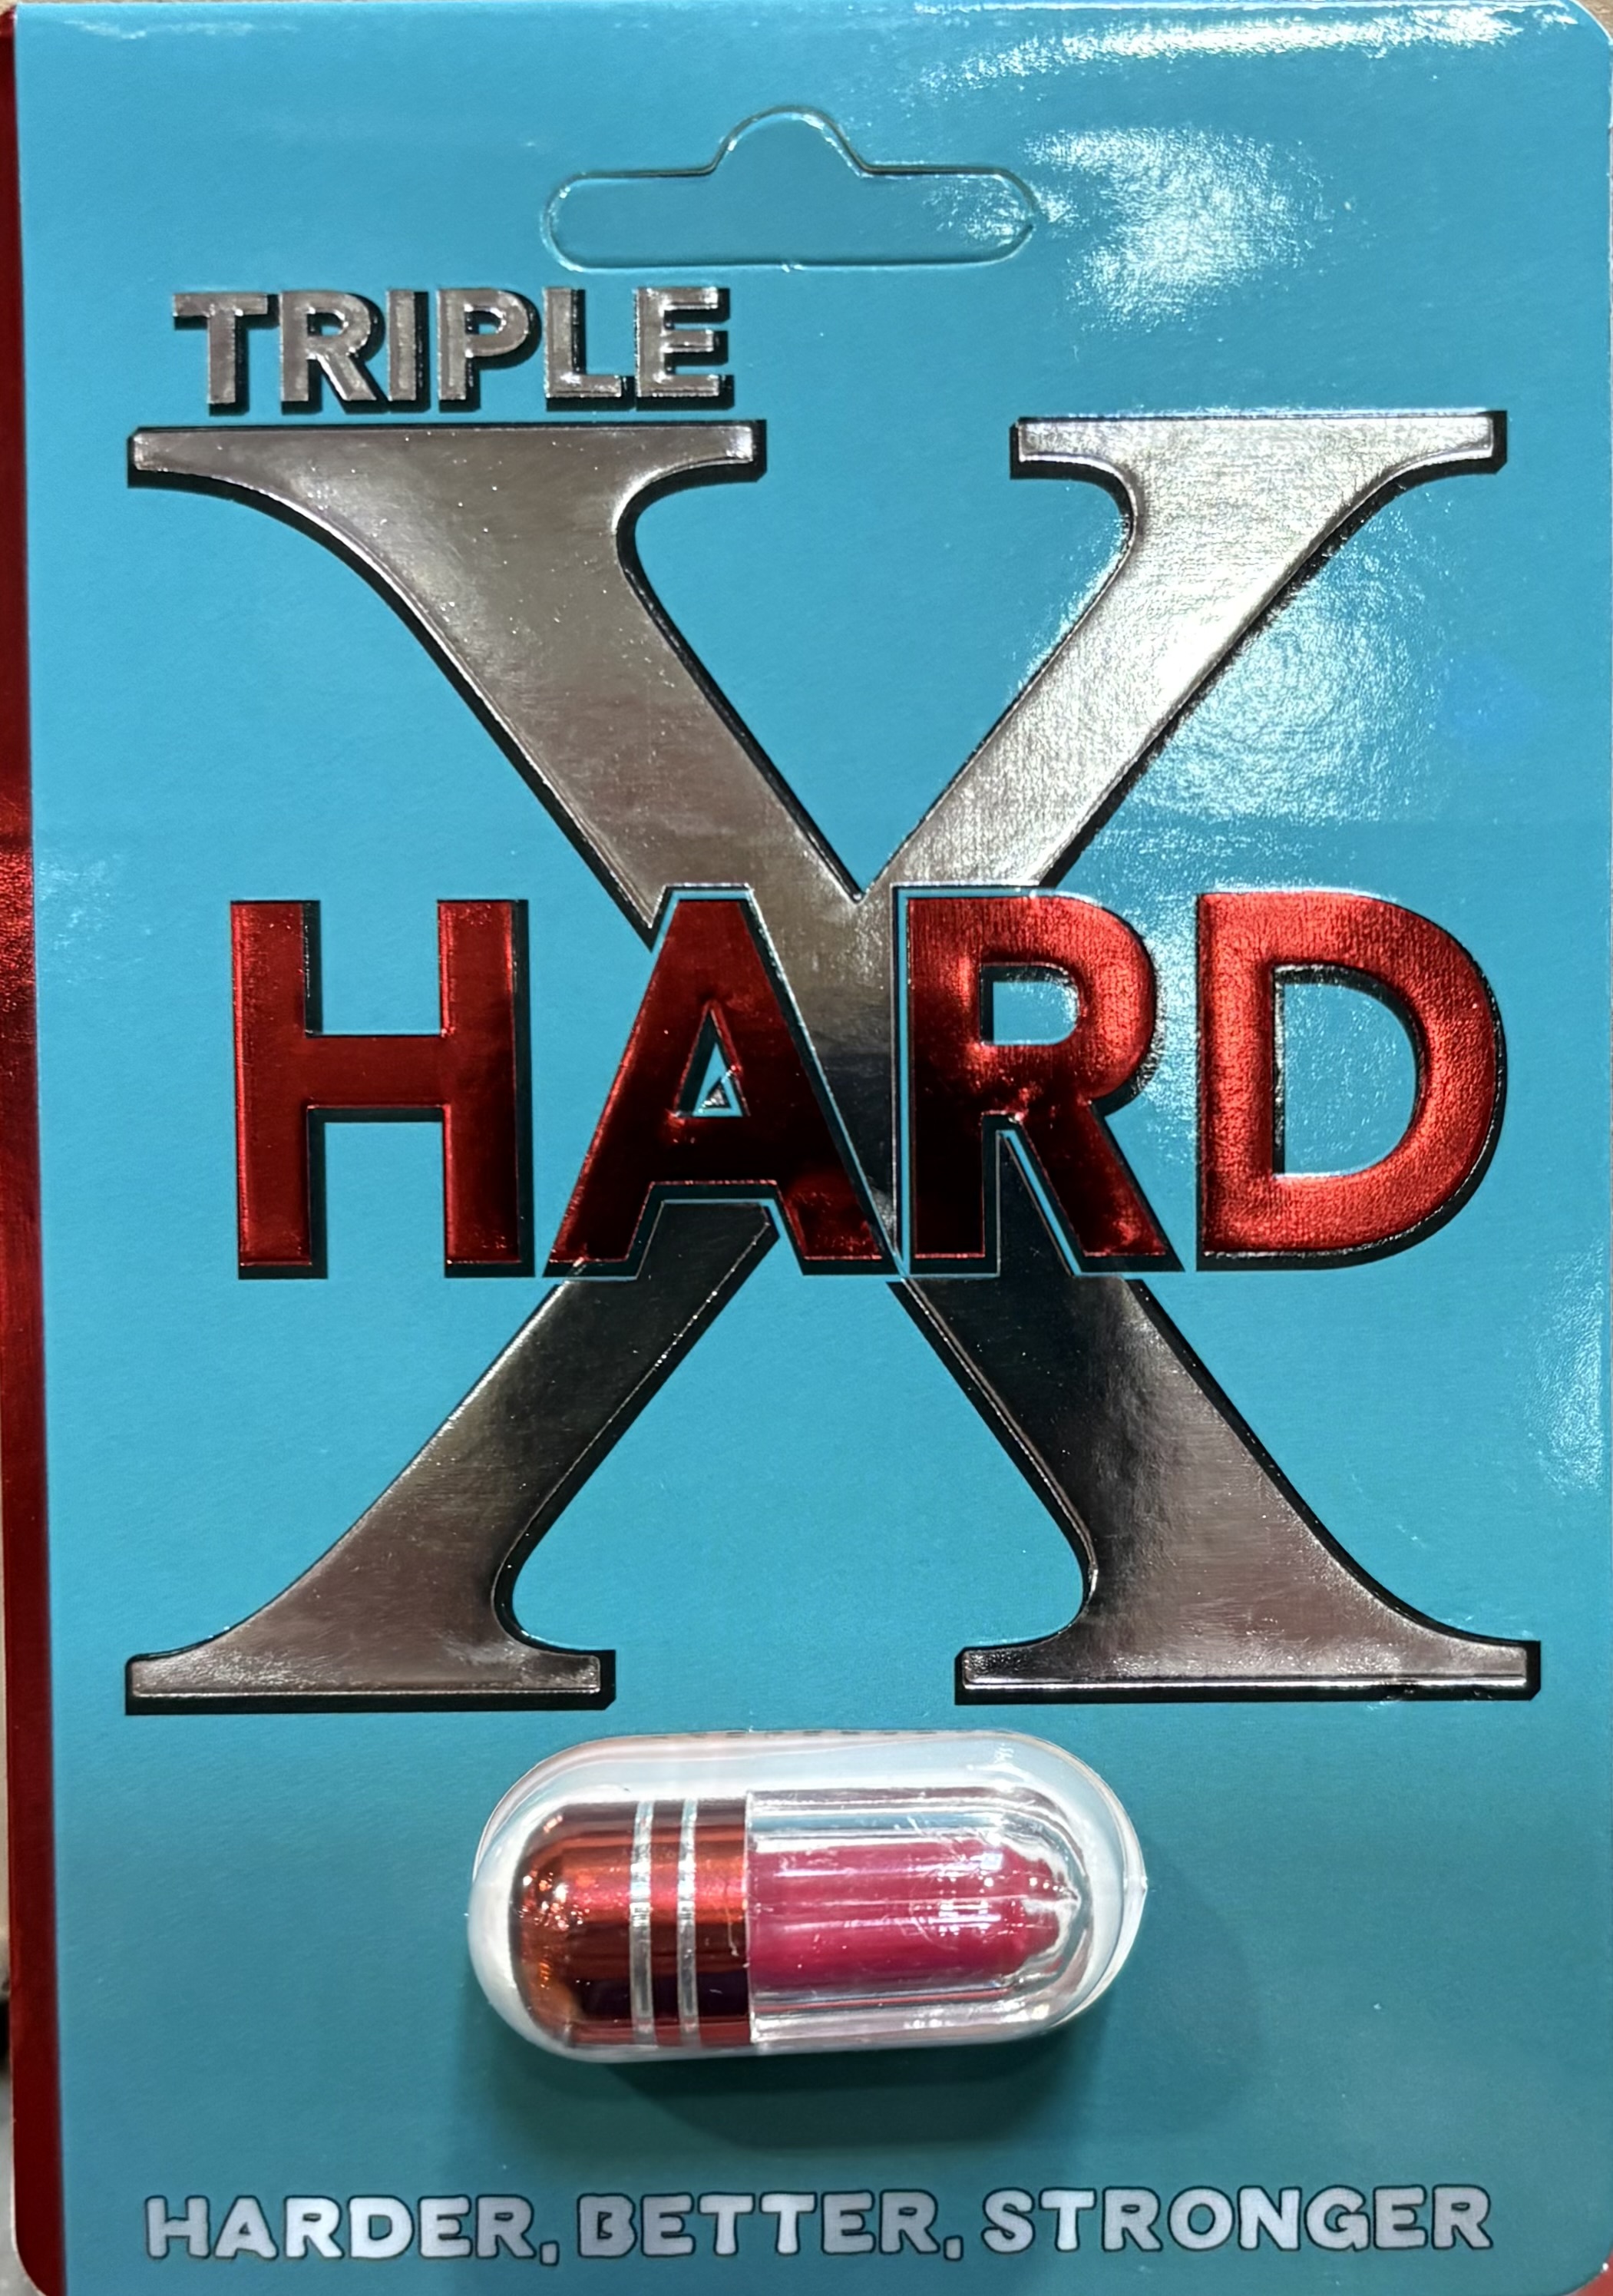 TRIPLE
X
HARD
HARDER, BETTER, STRONGER